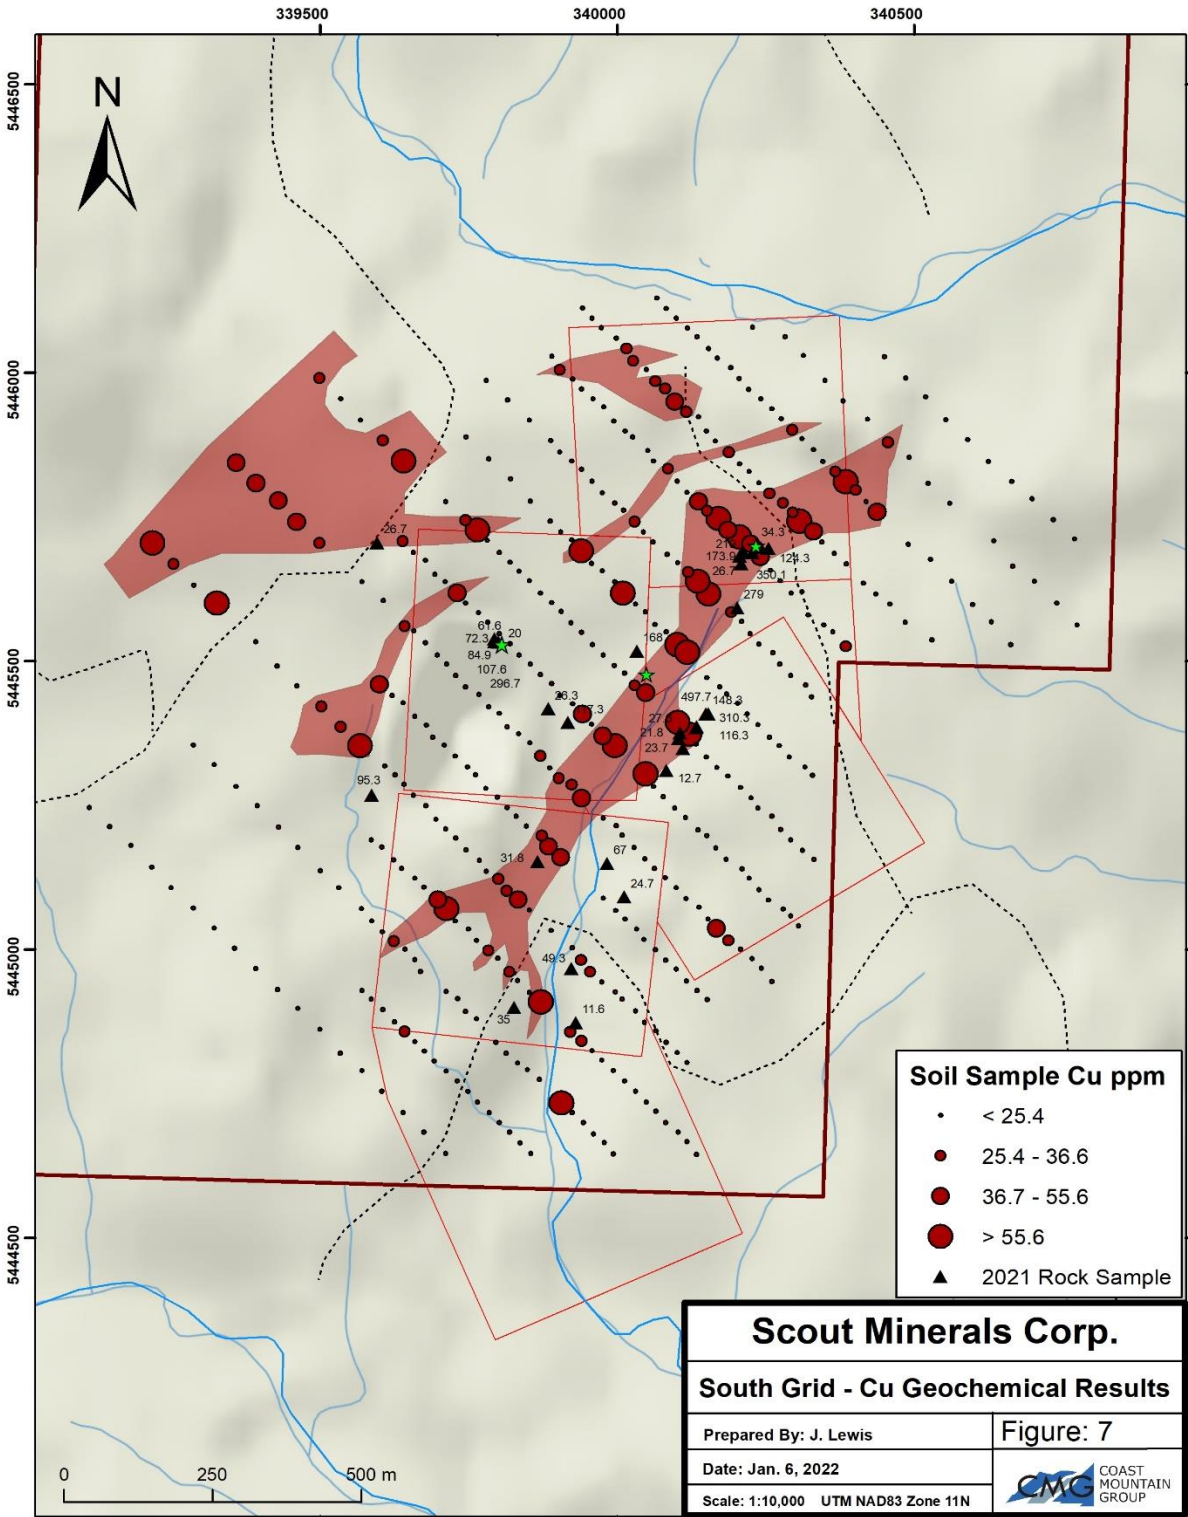 339500 340000 340500
5446500
5446000
5445500
5445000
5444500
N
26.7
34.3
173.9
124.3
26.7
350.1
279
61.6
20
72.3
84.9
107.6
296.7
168
26.3
497.7
148.3
310.3
21.8
116.3
23.7
12.7
95.3
31.8
67
24.7
49.3
35
11.6
Soil Sample Cu ppm
< 25.4
25.4 - 36.6
36.7 - 55.6
> 55.6
2021 Rock Sample
Scout Minerals Corp.
South Grid - Cu Geochemical Results
Prepared By: J. Lewis
Figure: 7
Date: Jan. 6, 2022
Scale: 1:10,000 UTM NAD83 Zone 11N
CMG
COAST
MOUNTAIN
GROUP
0 250 500 m